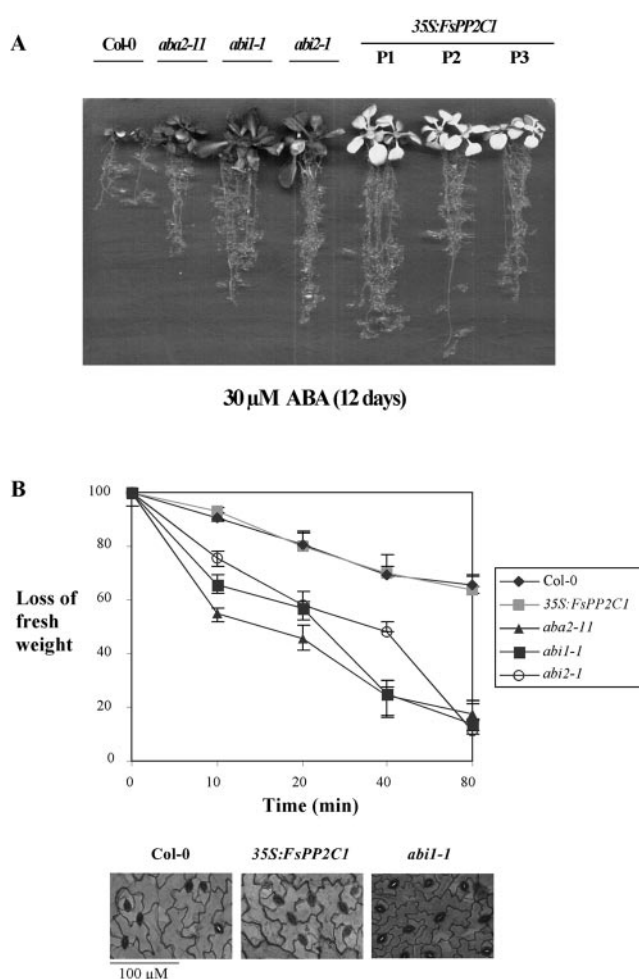 35S:FsPP2C1
A
Col-0 aba2-11 abi1-1 abi2-1 P1 P2 P3
30 µM ABA (12 days)
B
100
80
60
40
20
0
Loss of
fresh
weight
0 10 20 40 80
Time (min)
Col-0
35S:FsPP2C1
aba2-11
abi1-1
abi2-1
Col-0 35S:FsPP2C1 abi1-1
100 µM